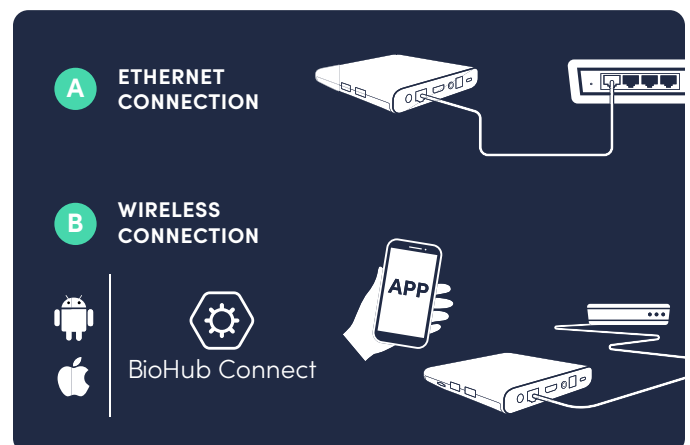 A
ETHERNET
CONNECTION
B
WIRELESS
CONNECTION
APP
BioHub Connect